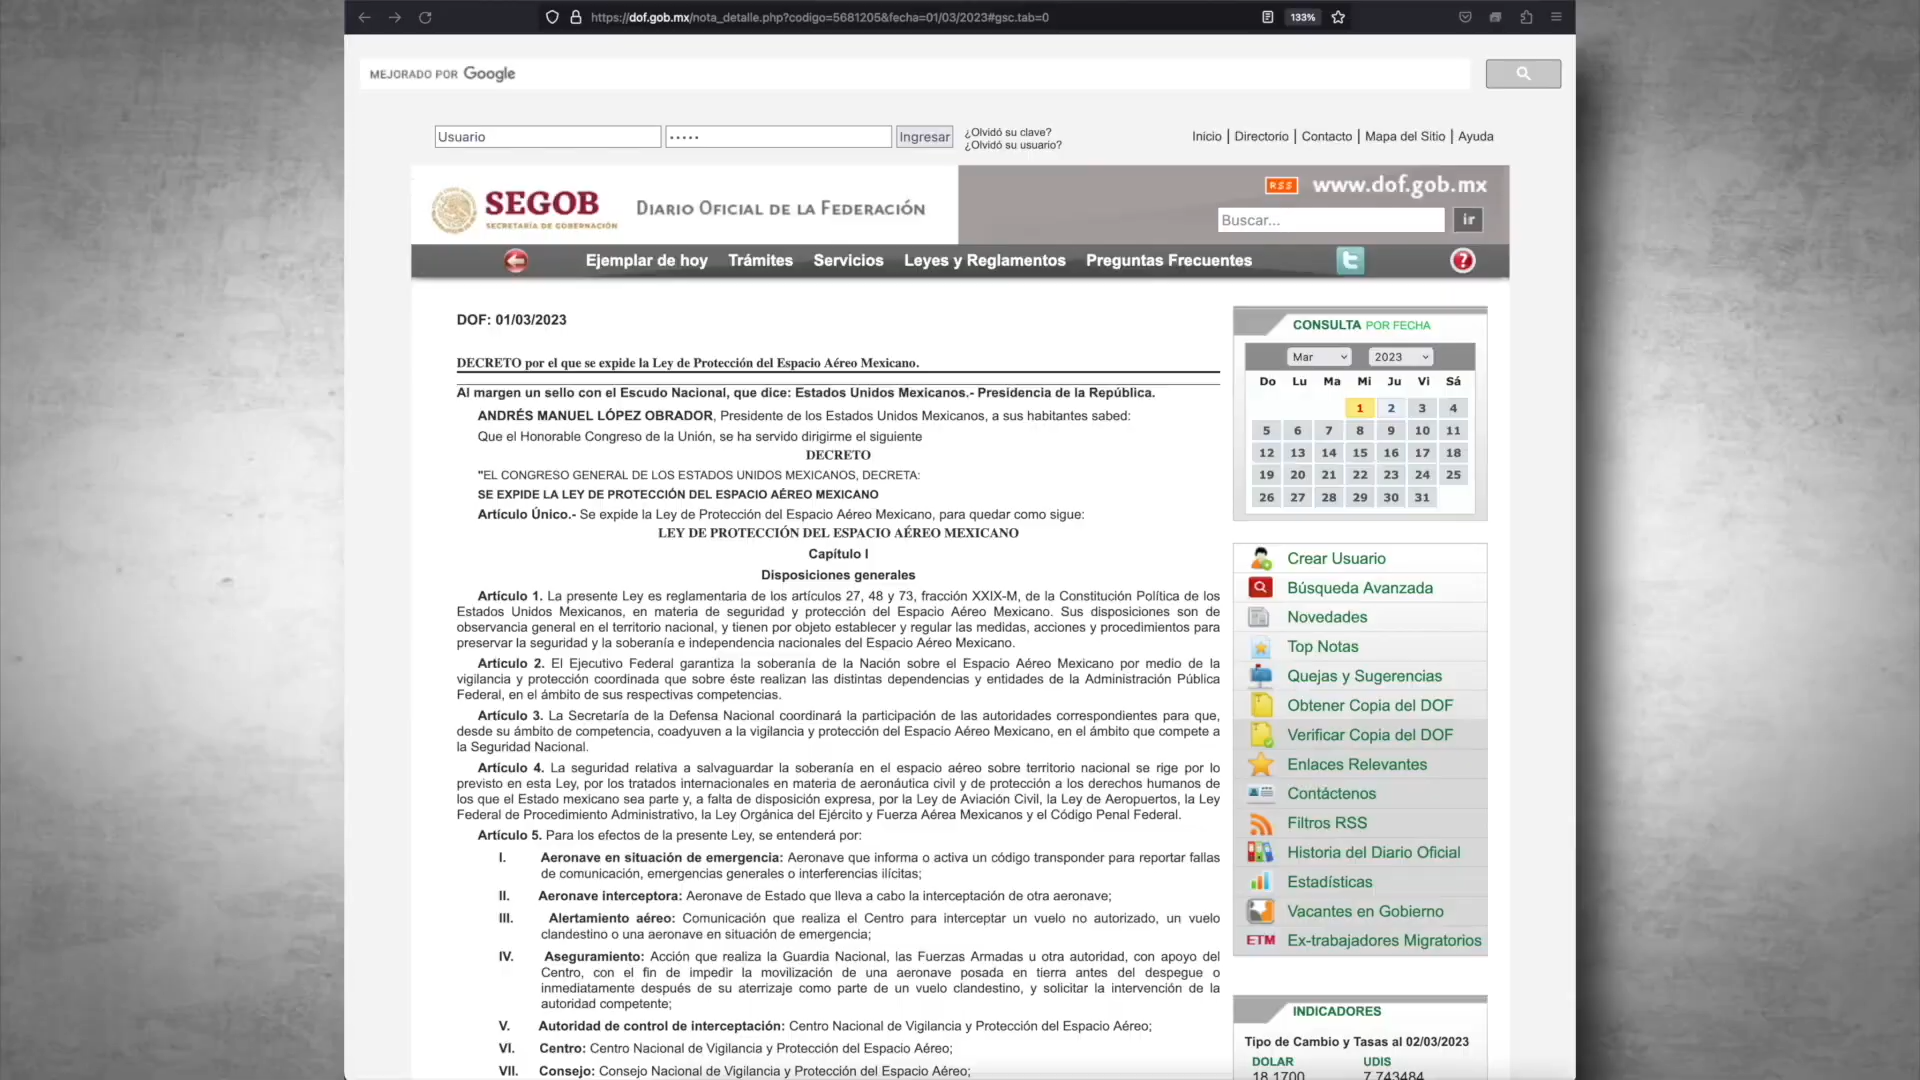 https://dof.gob.mx/nota_detalle.php?codigo=5681205&fecha=01/03/2023#gsc.tab=0
133%
MEJORADO POR Google
Usuario
•••••
Ingresar
¿Olvidó su clave?
¿Olvidó su usuario?
Inicio | Directorio | Contacto | Mapa del Sitio | Ayuda
SEGOB
SECRETARÍA DE GOBERNACIÓN
DIARIO OFICIAL DE LA FEDERACIÓN
RSS www.dof.gob.mx
Buscar... ir
Ejemplar de hoy Trámites Servicios Leyes y Reglamentos Preguntas Frecuentes
t
?
DOF: 01/03/2023
DECRETO por el que se expide la Ley de Protección del Espacio Aéreo Mexicano.
Al margen un sello con el Escudo Nacional, que dice: Estados Unidos Mexicanos.- Presidencia de la República.
ANDRÉS MANUEL LÓPEZ OBRADOR, Presidente de los Estados Unidos Mexicanos, a sus habitantes sabed:
Que el Honorable Congreso de la Unión, se ha servido dirigirme el siguiente
DECRETO
"EL CONGRESO GENERAL DE LOS ESTADOS UNIDOS MEXICANOS, DECRETA:
SE EXPIDE LA LEY DE PROTECCIÓN DEL ESPACIO AÉREO MEXICANO
Artículo Único.- Se expide la Ley de Protección del Espacio Aéreo Mexicano, para quedar como sigue:
LEY DE PROTECCIÓN DEL ESPACIO AÉREO MEXICANO
Capítulo I
Disposiciones generales
Artículo 1. La presente Ley es reglamentaria de los artículos 27, 48 y 73, fracción XXIX-M, de la Constitución Política de los
Estados Unidos Mexicanos, en materia de seguridad y protección del Espacio Aéreo Mexicano. Sus disposiciones son de
observancia general en el territorio nacional, y tienen por objeto establecer y regular las medidas, acciones y procedimientos para
preservar la seguridad y la soberanía e independencia nacionales del Espacio Aéreo Mexicano.
Artículo 2. El Ejecutivo Federal garantiza la soberanía de la Nación sobre el Espacio Aéreo Mexicano por medio de la
vigilancia y protección coordinada que sobre éste realizan las distintas dependencias y entidades de la Administración Pública
Federal, en el ámbito de sus respectivas competencias.
Artículo 3. La Secretaría de la Defensa Nacional coordinará la participación de las autoridades correspondientes para que,
desde su ámbito de competencia, coadyuven a la vigilancia y protección del Espacio Aéreo Mexicano, en el ámbito que compete a
la Seguridad Nacional.
Artículo 4. La seguridad relativa a salvaguardar la soberanía en el espacio aéreo sobre territorio nacional se rige por lo
previsto en esta Ley, por los tratados internacionales en materia de aeronáutica civil y de protección a los derechos humanos de
los que el Estado mexicano sea parte y, a falta de disposición expresa, por la Ley de Aviación Civil, la Ley de Aeropuertos, la Ley
Federal de Procedimiento Administrativo, la Ley Orgánica del Ejército y Fuerza Aérea Mexicanos y el Código Penal Federal.
Artículo 5. Para los efectos de la presente Ley, se entenderá por:
I. Aeronave en situación de emergencia: Aeronave que informa o activa un código transponder para reportar fallas
de comunicación, emergencias generales o interferencias ilícitas;
II. Aeronave interceptora: Aeronave de Estado que lleva a cabo la interceptación de otra aeronave;
III. Alertamiento aéreo: Comunicación que realiza el Centro para interceptar un vuelo no autorizado, un vuelo
clandestino o una aeronave en situación de emergencia;
IV. Aseguramiento: Acción que realiza la Guardia Nacional, las Fuerzas Armadas u otra autoridad, con apoyo del
Centro, con el fin de impedir la movilización de una aeronave posada en tierra antes del despegue o
inmediatamente después de su aterrizaje como parte de un vuelo clandestino, y solicitar la intervención de la
autoridad competente;
V. Autoridad de control de interceptación: Centro Nacional de Vigilancia y Protección del Espacio Aéreo;
VI. Centro: Centro Nacional de Vigilancia y Protección del Espacio Aéreo;
VII. Consejo: Consejo Nacional de Vigilancia y Protección del Espacio Aéreo;
CONSULTA POR FECHA
Mar 2023
Do Lu Ma Mi Ju Vi Sá
1 2 3 4
5 6 7 8 9 10 11
12 13 14 15 16 17 18
19 20 21 22 23 24 25
26 27 28 29 30 31
Crear Usuario
Búsqueda Avanzada
Novedades
Top Notas
Quejas y Sugerencias
Obtener Copia del DOF
Verificar Copia del DOF
Enlaces Relevantes
Contáctenos
Filtros RSS
Historia del Diario Oficial
Estadísticas
Vacantes en Gobierno
ETM Ex-trabajadores Migratorios
INDICADORES
Tipo de Cambio y Tasas al 02/03/2023
DOLAR UDIS
18.1700 7.743484